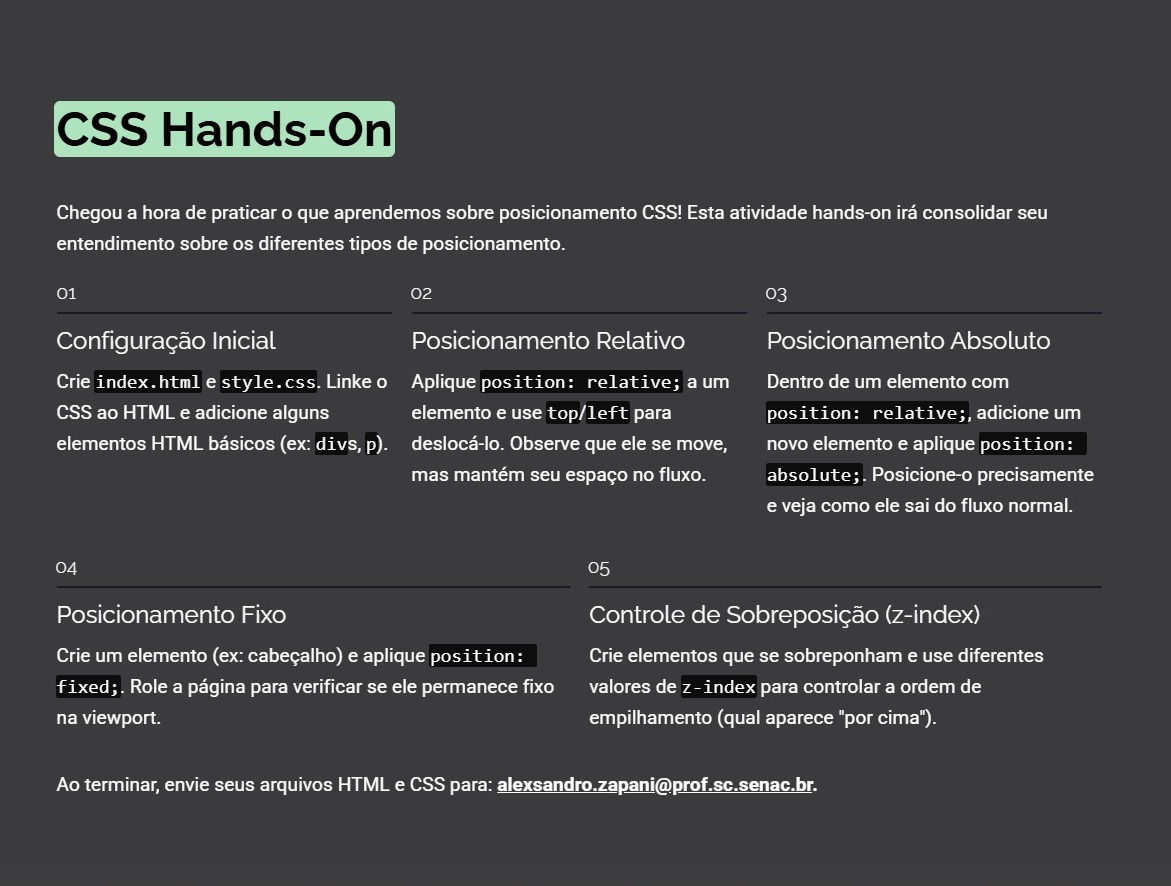 CSS Hands-On
Chegou a hora de praticar o que aprendemos sobre posicionamento CSS! Esta atividade hands-on irá consolidar seu
entendimento sobre os diferentes tipos de posicionamento.
01
Configuração Inicial
Crie index.html e style.css. Linke o
CSS ao HTML e adicione alguns
elementos HTML básicos (ex: divs, p).
02
Posicionamento Relativo
Aplique position: relative; a um
elemento e use top/left para
deslocá-lo. Observe que ele se move,
mas mantém seu espaço no fluxo.
03
Posicionamento Absoluto
Dentro de um elemento com
position: relative;, adicione um
novo elemento e aplique position:
absolute;. Posicione-o precisamente
e veja como ele sai do fluxo normal.
04
Posicionamento Fixo
Crie um elemento (ex: cabeçalho) e aplique position:
fixed;. Role a página para verificar se ele permanece fixo
na viewport.
05
Controle de Sobreposição (z-index)
Crie elementos que se sobreponham e use diferentes
valores de z-index para controlar a ordem de
empilhamento (qual aparece "por cima").
Ao terminar, envie seus arquivos HTML e CSS para: alexsandro.zapani@prof.sc.senac.br.